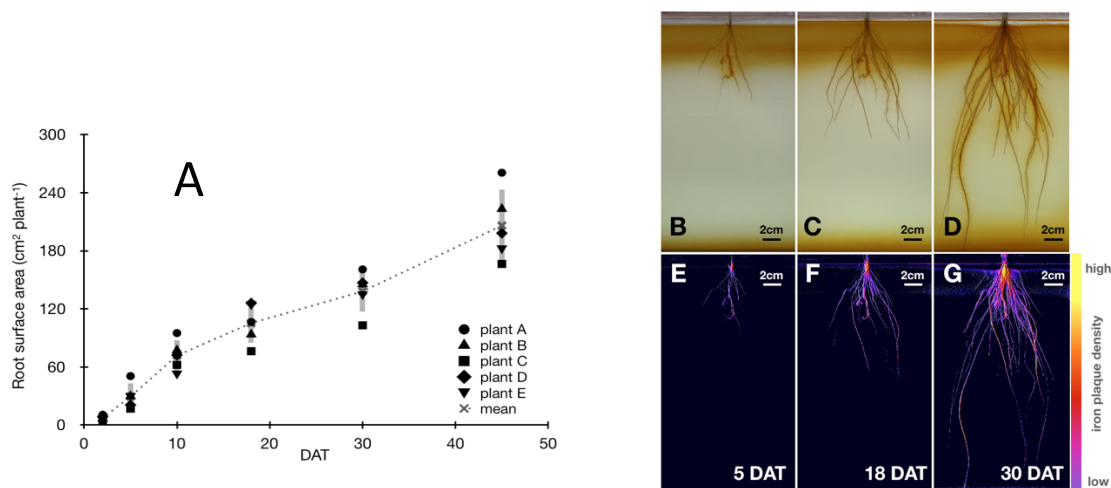 A
Root surface area (cm² plant⁻¹)
300
240
180
120
60
0
0
10
20
30
40
50
DAT
plant A
plant B
plant C
plant D
plant E
mean
B
2cm
C
2cm
D
2cm
E
2cm
5 DAT
F
2cm
18 DAT
G
2cm
30 DAT
high
iron plaque density
low